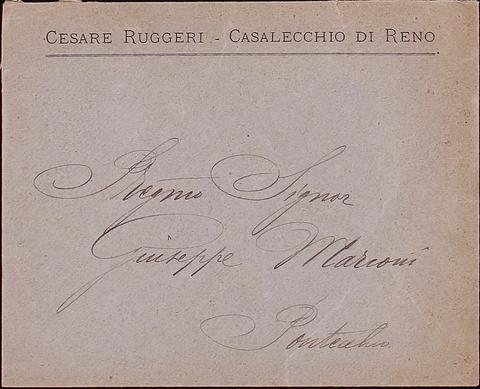 CESARE RUGGERI - CASALECCHIO DI RENO
Pregmo Signor
Giuseppe Marconi
Pontecchio